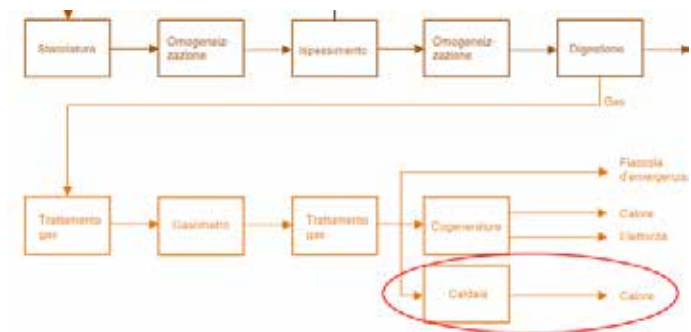 Stacciatura
Omogeneiz-
zazione
Ispessimento
Omogeneiz-
zazione
Digestione
Gas
Fiaccola
d'emergenza
Trattamento
gas
Gasometro
Trattamento
gas
Cogeneratore
Calore
Elettricità
Caldaia
Calore